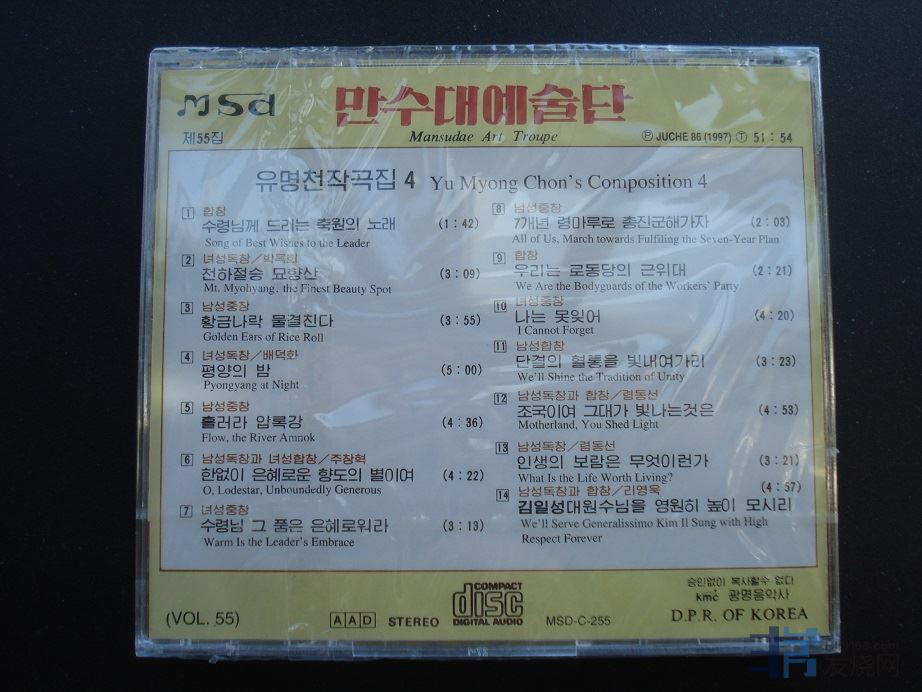 MSd
만수대예술단
제55집
Mansudae Art Troupe
Ⓟ JUCHE 86 (1997) Ⓣ 51 : 54
유명천작곡집 4 Yu Myong Chon's Composition 4
1 합창
수령님께 드리는 축원의 노래 (1 : 42)
Song of Best Wishes to the Leader
2 녀성독창/박복희
천하절승 묘향산 (3 : 09)
Mt. Myohyang, the Finest Beauty Spot
3 남성중창
황금나락 물결친다 (3 : 55)
Golden Ears of Rice Roll
4 녀성독창/배덕화
평양의 밤 (5 : 00)
Pyongyang at Night
5 남성중창
흘러라 압록강 (4 : 36)
Flow, the River Amnok
6 남성독창과 녀성합창/주창혁
한없이 은혜로운 향도의 별이여 (4 : 22)
O, Lodestar, Unboundedly Generous
7 녀성중창
수령님 그 품은 은혜로워라 (3 : 13)
Warm Is the Leader's Embrace
8 남성중창
7개년 령마루로 총진군해가자 (2 : 03)
All of Us, March towards Fulfiling the Seven-Year Plan
9 합창
우리는 로동당의 근위대 (2 : 21)
We Are the Bodyguards of the Workers' Party
10 녀성중창
나는 못잊어 (4 : 20)
I Cannot Forget
11 남성합창
단결의 혈통을 빛내여가리 (3 : 23)
We'll Shine the Tradition of Unity
12 남성독창과 합창/렴동선
조국이여 그대가 빛나는것은 (4 : 53)
Motherland, You Shed Light
13 남성독창/렴동선
인생의 보람은 무엇이런가 (3 : 21)
What Is the Life Worth Living?
14 남성독창과 합창/리영욱 (4 : 57)
김일성대원수님을 영원히 높이 모시리
We'll Serve Generalissimo Kim Il Sung with High
Respect Forever
승인없이 복사할수 없다
kmc 광명음악사
(VOL. 55) AAD STEREO COMPACT disc DIGITAL AUDIO MSD-C-255 D.P.R. OF KOREA
发烧网